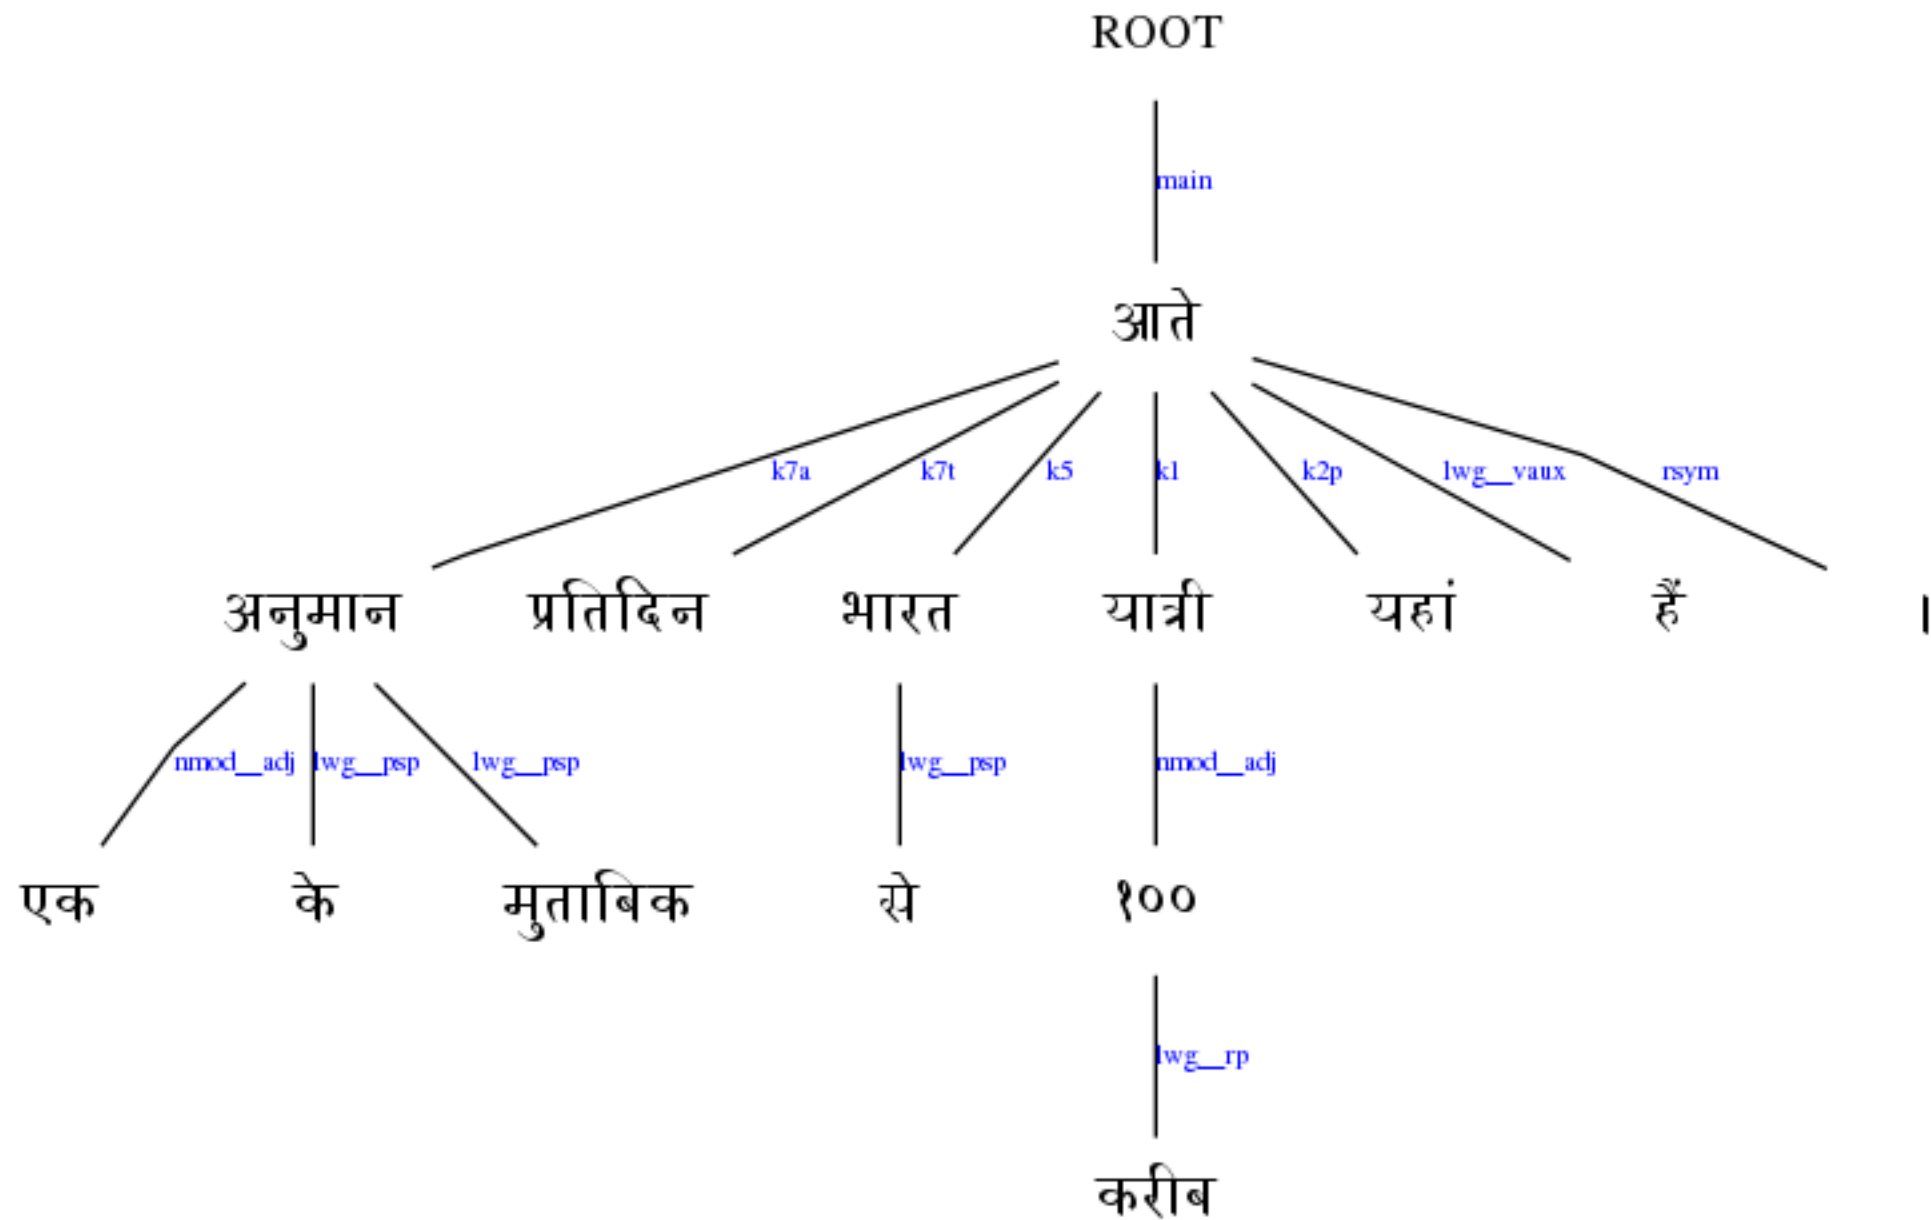 ROOT
main
आते
k7a k7t k5 k1 k2p lwg__vaux rsym
अनुमान प्रतिदिन भारत यात्री यहां हैं ।
nmod__adj lwg__psp lwg__psp lwg__psp nmod__adj
एक के मुताबिक से १००
lwg__rp
करीब